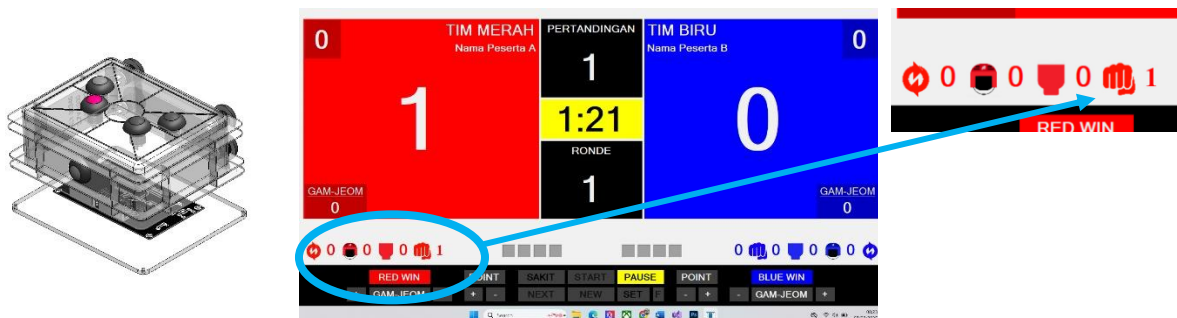 0
TIM MERAH
Nama Peserta A
1
GAM-JEOM
0
PERTANDINGAN
1
1:21
RONDE
1
TIM BIRU
Nama Peserta B
0
0
GAM-JEOM
0
0 0 0 1
0 0 0 0
RED WIN POINT SAKIT START PAUSE POINT BLUE WIN
GAM-JEOM - + - NEXT NEW SET F - + - GAM-JEOM +
Search
0 0 0 1
RED WIN